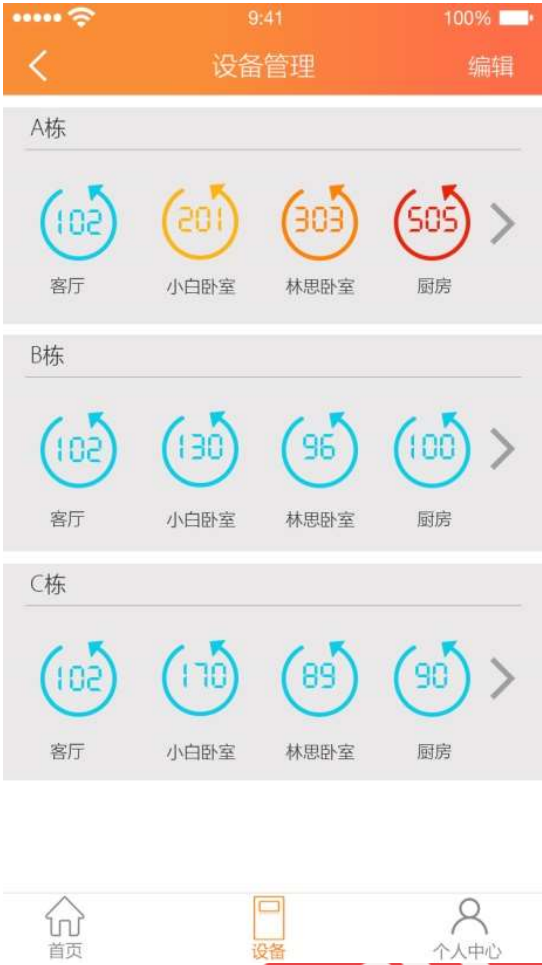 9:41 100%
设备管理 编辑
A栋
102 201 303 505
客厅 小白卧室 林思卧室 厨房
B栋
102 130 96 100
客厅 小白卧室 林思卧室 厨房
C栋
102 170 89 90
客厅 小白卧室 林思卧室 厨房
首页 设备 个人中心